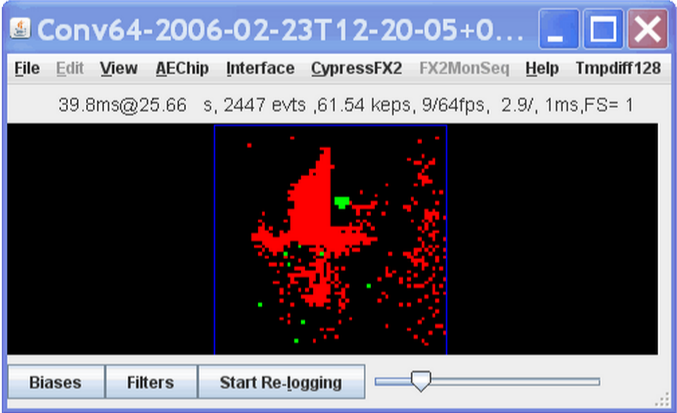 Conv64-2006-02-23T12-20-05+0...
File Edit View AEChip Interface CypressFX2 FX2MonSeq Help Tmpdiff128
39.8ms@25.66 s, 2447 evts ,61.54 keps, 9/64fps, 2.9/, 1ms,FS= 1
Biases Filters Start Re-logging